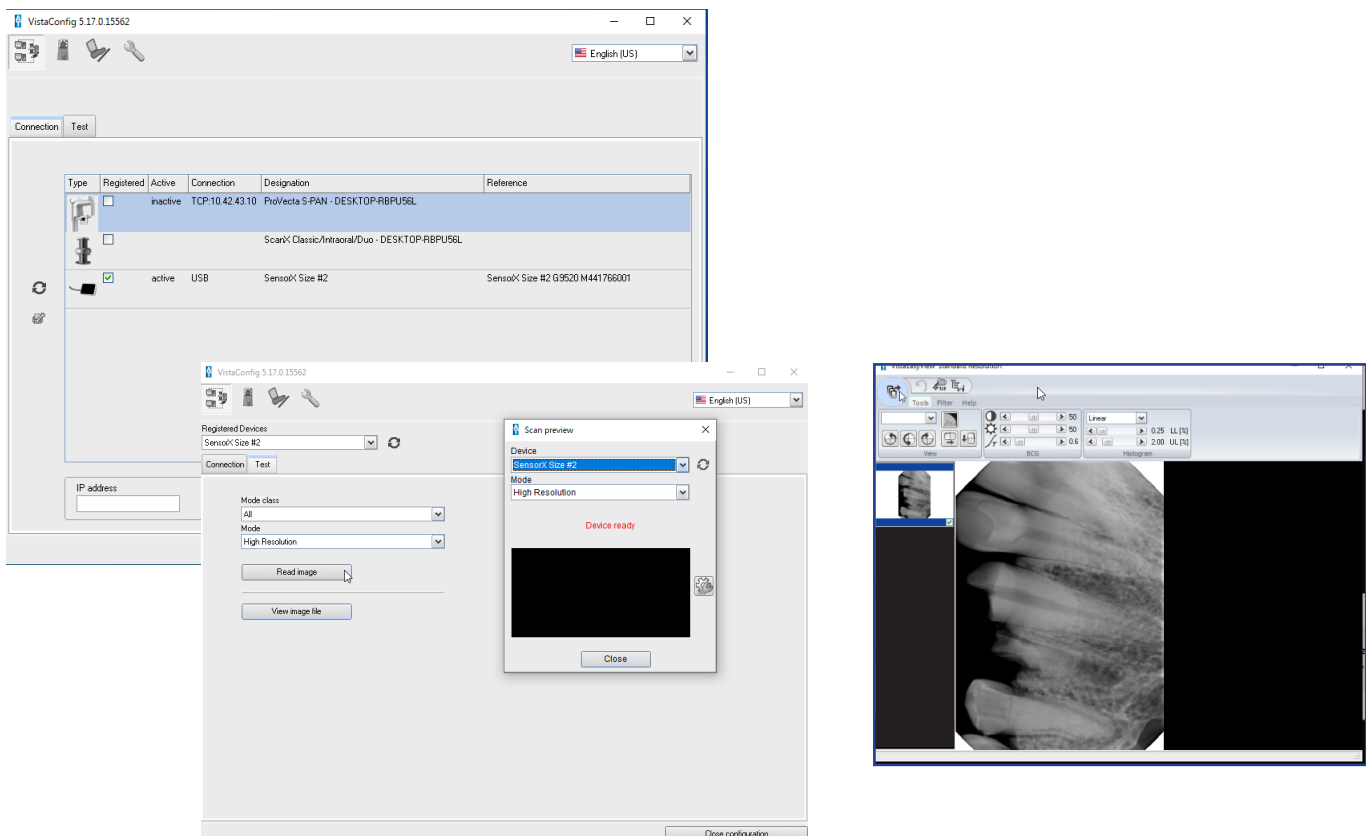 VistaConfig 5.17.0.15562
English (US)
Connection Test
Type Registered Active Connection Designation Reference
inactive TCP:10.42.43.10 ProVecta S-PAN - DESKTOP-RBPU56L
ScanX Classic/Intraoral/Duo - DESKTOP-RBPU56L
active USB SensorX Size #2 SensorX Size #2 G9520 M441766001
IP address
VistaConfig 5.17.0.15562
English (US)
Registered Devices
SensorX Size #2
Connection Test
Mode class
All
Mode
High Resolution
Read image
View image file
Close configuration
Scan preview
Device
SensorX Size #2
Mode
High Resolution
Device ready
Close
VistaEasyView Standard Resolution
Tools Filter Help
50 Linear
50 0.25 LL [%]
0.6 2.00 UL [%]
View BCG Histogram